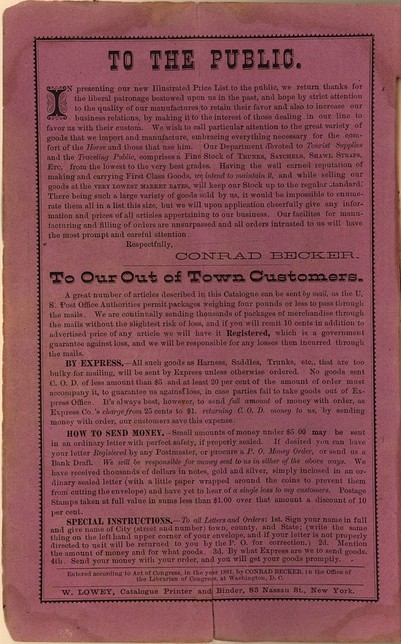 TO THE PUBLIC.
IN presenting our new Illustrated Price List to the public, we return thanks for
the liberal patronage bestowed upon us in the past, and hope by strict attention
to the quality of our manufactures to retain their favor and also to increase our
business relations, by making it to the interest of those dealing in our line to
favor us with their custom. We wish to call particular attention to the great variety of
goods that we import and manufacture, embracing everything necessary for the com-
fort of the Horse and those that use him. Our Department devoted to Tourist Supplies
and the Travelling Public, comprises a Fine Stock of TRUNKS, SATCHELS, SHAWL STRAPS,
ETC. from the lowest to the very best grades. Having the well earned reputation of
making and carrying First Class Goods, we intend to maintain it, and while selling our
goods at the VERY LOWEST MARKET RATES, will keep our Stock up to the regular standard.
There being such a large variety of goods sold by us, it would be impossible to enume-
rate them all in a list this size, but we will upon application cheerfully give any infor-
mation and prices of all articles appertaining to our business. Our facilties for manu-
facturing and filling of orders are unsurpassed and all orders intrusted to us will have
the most prompt and careful attention
Respectfully,
CONRAD BECKER.
To Our Out of Town Customers.
A great number of articles described in this Catalogue can be sent by mail, as the U.
S. Post Office Authorities permit packages weighing four pounds or less to pass through
the mails. We are continually sending thousands of packages of merchandise through
the mails without the slightest risk of loss, and if you will remit 10 cents in addition to
advertised price of any article we will have it Registered, which is a government
guarantee against loss, and we will be responsible for any losses then incurred through
the mails.
BY EXPRESS.—All such goods as Harness, Saddles, Trunks, etc., that are too
bulky for mailing, will be sent by Express unless otherwise ordered. No goods sent
C. O. D. of less amount than $5 and at least 20 per cent of the amount of order must
accompany it, to guarantee us against loss, in case parties fail to take goods out of Ex-
press Office. It's always best, however, to send full amount of money with order, as
Express Co.'s charge from 25 cents to $1. returning C. O. D. money to us, by sending
money with order, our customers save this expense.
HOW TO SEND MONEY.—Small amounts of money under $5.00 may be sent
in an ordinary letter with perfect safety, if properly sealed. If desired you can have
your letter Registered by any Postmaster, or procure a P. O. Money Order, or send us a
Bank Draft. We will be responsible for money sent to us in either of the above ways. We
have received thousands of dollars in notes, gold and silver, simply inclosed in an or-
dinary sealed letter (with a little paper wrapped around the coins to prevent them
from cutting the envelope) and have yet to hear of a single loss to my customers. Postage
Stamps taken at full value in sums less than $1.00 over that amount a discount of 10
per cent.
SPECIAL INSTRUCTIONS.—To all Letters and Orders: 1st. Sign your name in full
and give name of City (street and number) town, county, and State; (write the same
thing on the left hand upper corner of your envelope, and if your letter is not properly
directed to us it will be returned to you by the P. O. for correction.) 2d. Mention
the amount of money and for what goods. 3d. By what Express are we to send goods.
4th. Send your money with your order, and you will get your goods promptly.
Entered according to Act of Congress, in the year 1881, by CONRAD BECKER, in the Office of
the Librarian of Congress, at Washington, D. C.
W. LOWEY, Catalogue Printer and Binder, 83 Nassau St., New York.